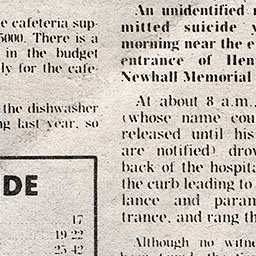 e cafeteria sup-
5000. There is a
in the budget
ly for the cafe-
the dishwasher
ng last year, so
DE
17
19-22
25-42
An unidentified
mitted suicide
morning near the e
entrance of Hen
Newhall Memorial
At about 8 a.m.,
(whose name cou
released until his
are notified) drov
back of the hospita
the curb leading to
lance and param
trance, and rang th
Although no witne